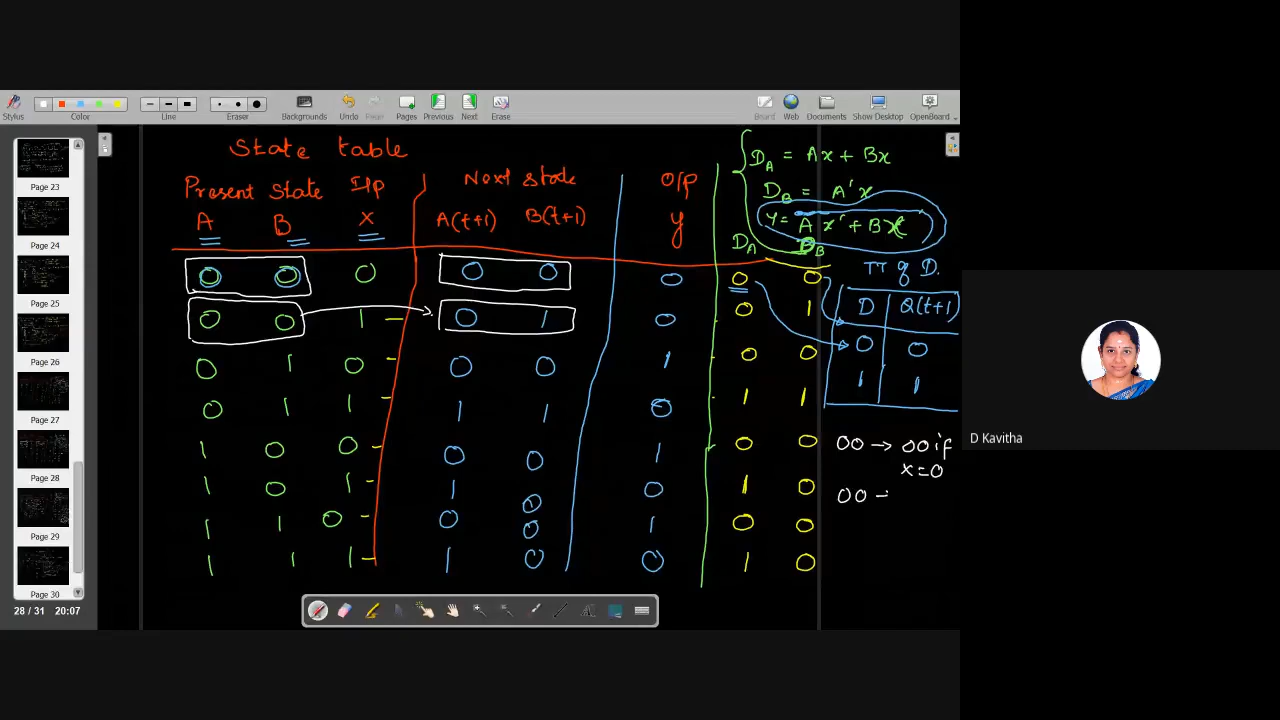 Stylus
Color
Line
Eraser
Backgrounds
Undo
Redo
Pages
Previous
Next
Erase
Board
Web
Documents
Show Desktop
OpenBoard
Page 23
Page 24
Page 25
Page 26
Page 27
Page 28
Page 29
Page 30
28 / 31 20:07
State table
Present State I/p Next state O/p
A B x A(t+1) B(t+1) y DA DB
0 0 0 0 0 0 0 0
0 0 1 0 1 0 0 1
0 1 0 0 0 1 0 0
0 1 1 1 1 0 1 1
1 0 0 0 0 1 0 0
1 0 1 1 0 0 1 0
1 1 0 0 0 1 0 0
1 1 1 1 0 0 1 0
DA = Ax + Bx
DB = A'x
y = A x' + Bx'
TT of D.
D Q(t+1)
0 0
1 1
00 → 00 if
x = 0
00 -
D Kavitha